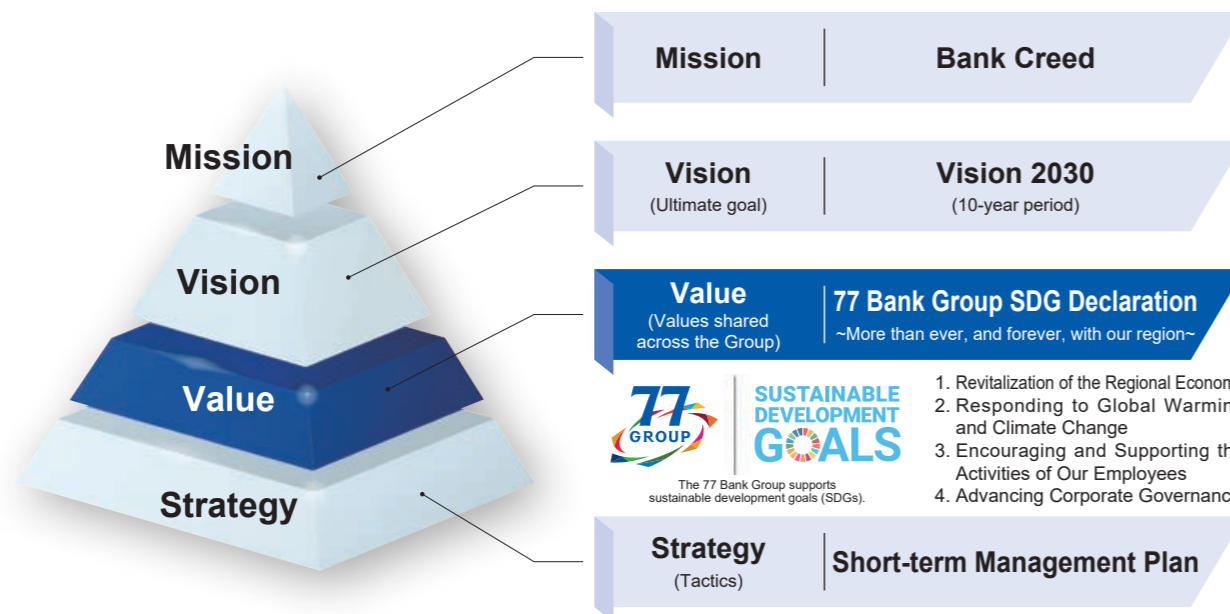 Mission
Vision
Value
Strategy
Mission
Bank Creed
Vision
(Ultimate goal)
Vision 2030
(10-year period)
Value
(Values shared
across the Group)
77 Bank Group SDG Declaration
~More than ever, and forever, with our region~
77
GROUP
SUSTAINABLE
DEVELOPMENT
GOALS
The 77 Bank Group supports
sustainable development goals (SDGs).
1. Revitalization of the Regional Econom
2. Responding to Global Warmin
and Climate Change
3. Encouraging and Supporting th
Activities of Our Employees
4. Advancing Corporate Governanc
Strategy
(Tactics)
Short-term Management Plan